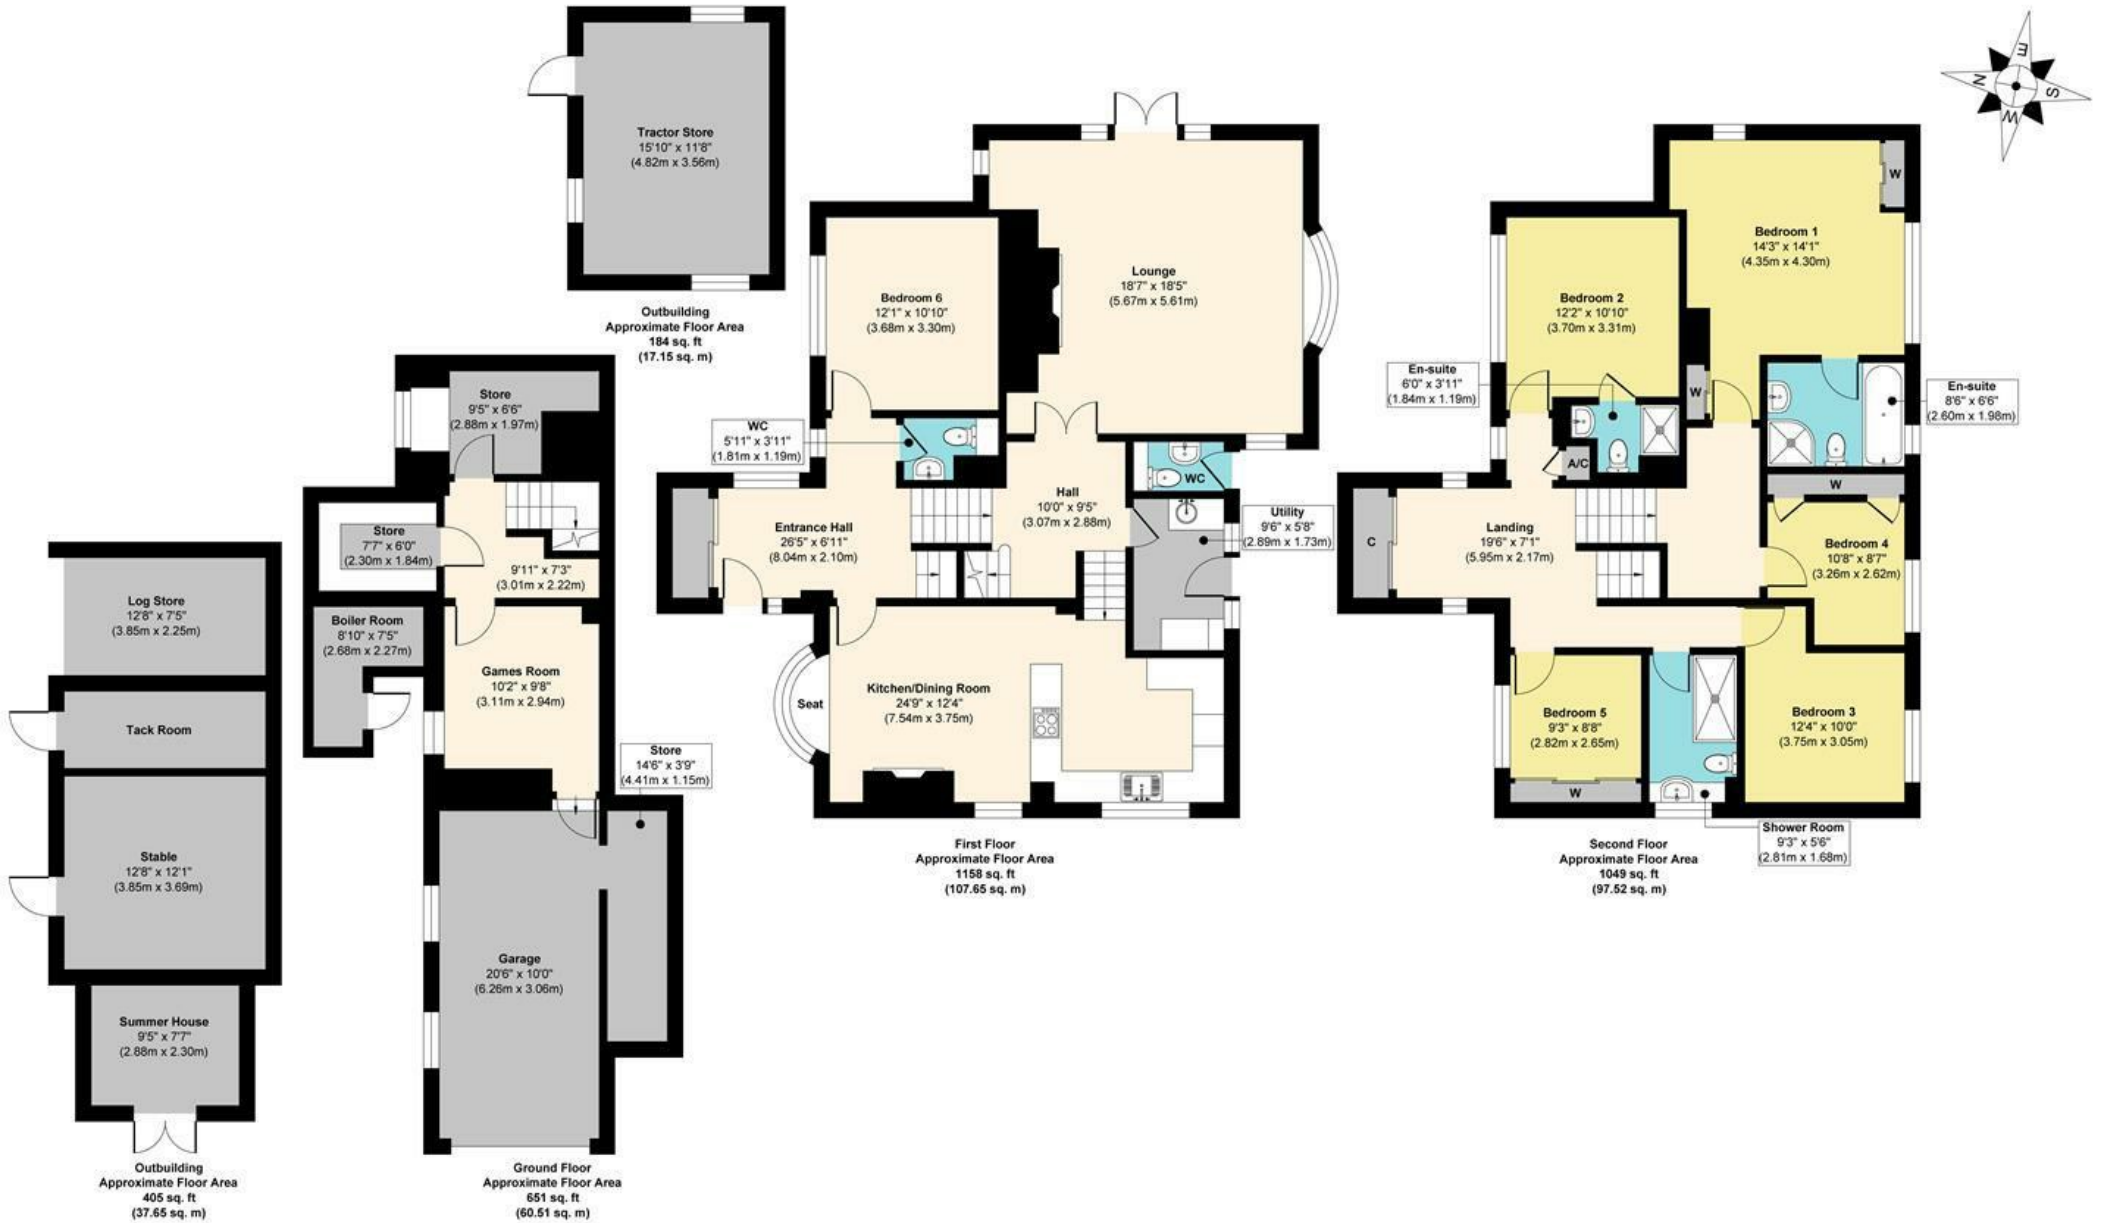 Tractor Store
15'10" x 11'8"
(4.82m x 3.56m)
Outbuilding
Approximate Floor Area
184 sq. ft
(17.15 sq. m)
E
N
S
W
Store
9'5" x 6'6"
(2.88m x 1.97m)
Store
7'7" x 6'0"
(2.30m x 1.84m)
9'11" x 7'3"
(3.01m x 2.22m)
Boiler Room
8'10" x 7'5"
(2.68m x 2.27m)
Games Room
10'2" x 9'8"
(3.11m x 2.94m)
Store
14'6" x 3'9"
(4.41m x 1.15m)
Garage
20'6" x 10'0"
(6.26m x 3.06m)
Ground Floor
Approximate Floor Area
651 sq. ft
(60.51 sq. m)
Log Store
12'8" x 7'5"
(3.85m x 2.25m)
Tack Room
Stable
12'8" x 12'1"
(3.85m x 3.69m)
Summer House
9'5" x 7'7"
(2.88m x 2.30m)
Outbuilding
Approximate Floor Area
405 sq. ft
(37.65 sq. m)
Lounge
18'7" x 18'5"
(5.67m x 5.61m)
Bedroom 6
12'1" x 10'10"
(3.68m x 3.30m)
WC
5'11" x 3'11"
(1.81m x 1.19m)
WC
Hall
10'0" x 9'5"
(3.07m x 2.88m)
Utility
9'6" x 5'8"
(2.89m x 1.73m)
Entrance Hall
26'5" x 6'11"
(8.04m x 2.10m)
Seat
Kitchen/Dining Room
24'9" x 12'4"
(7.54m x 3.75m)
First Floor
Approximate Floor Area
1158 sq. ft
(107.65 sq. m)
W
Bedroom 1
14'3" x 14'1"
(4.35m x 4.30m)
Bedroom 2
12'2" x 10'10"
(3.70m x 3.31m)
En-suite
6'0" x 3'11"
(1.84m x 1.19m)
W
En-suite
8'6" x 6'6"
(2.60m x 1.98m)
A/C
W
C
Landing
19'6" x 7'1"
(5.95m x 2.17m)
Bedroom 4
10'8" x 8'7"
(3.26m x 2.62m)
Bedroom 5
9'3" x 8'8"
(2.82m x 2.65m)
W
Bedroom 3
12'4" x 10'0"
(3.75m x 3.05m)
Shower Room
9'3" x 5'6"
(2.81m x 1.68m)
Second Floor
Approximate Floor Area
1049 sq. ft
(97.52 sq. m)